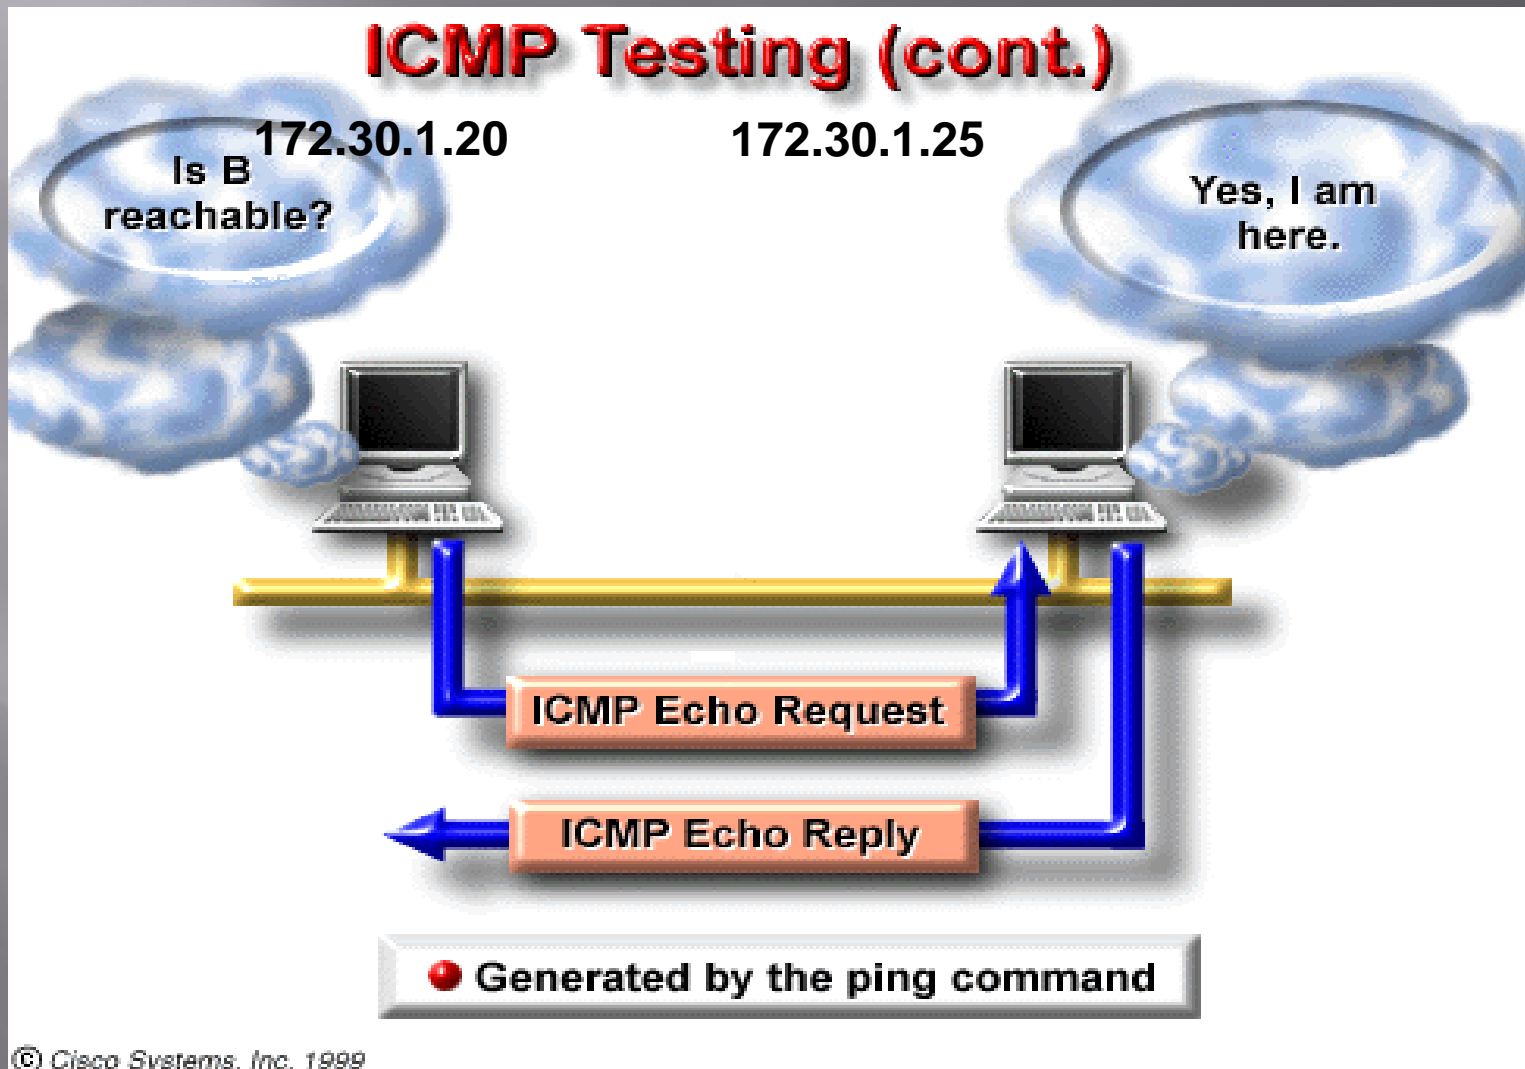 ICMP Testing (cont.)
172.30.1.20
172.30.1.25
Is B
reachable?
Yes, I am
here.
ICMP Echo Request
ICMP Echo Reply
Generated by the ping command
© Cisco Systems, Inc. 1999